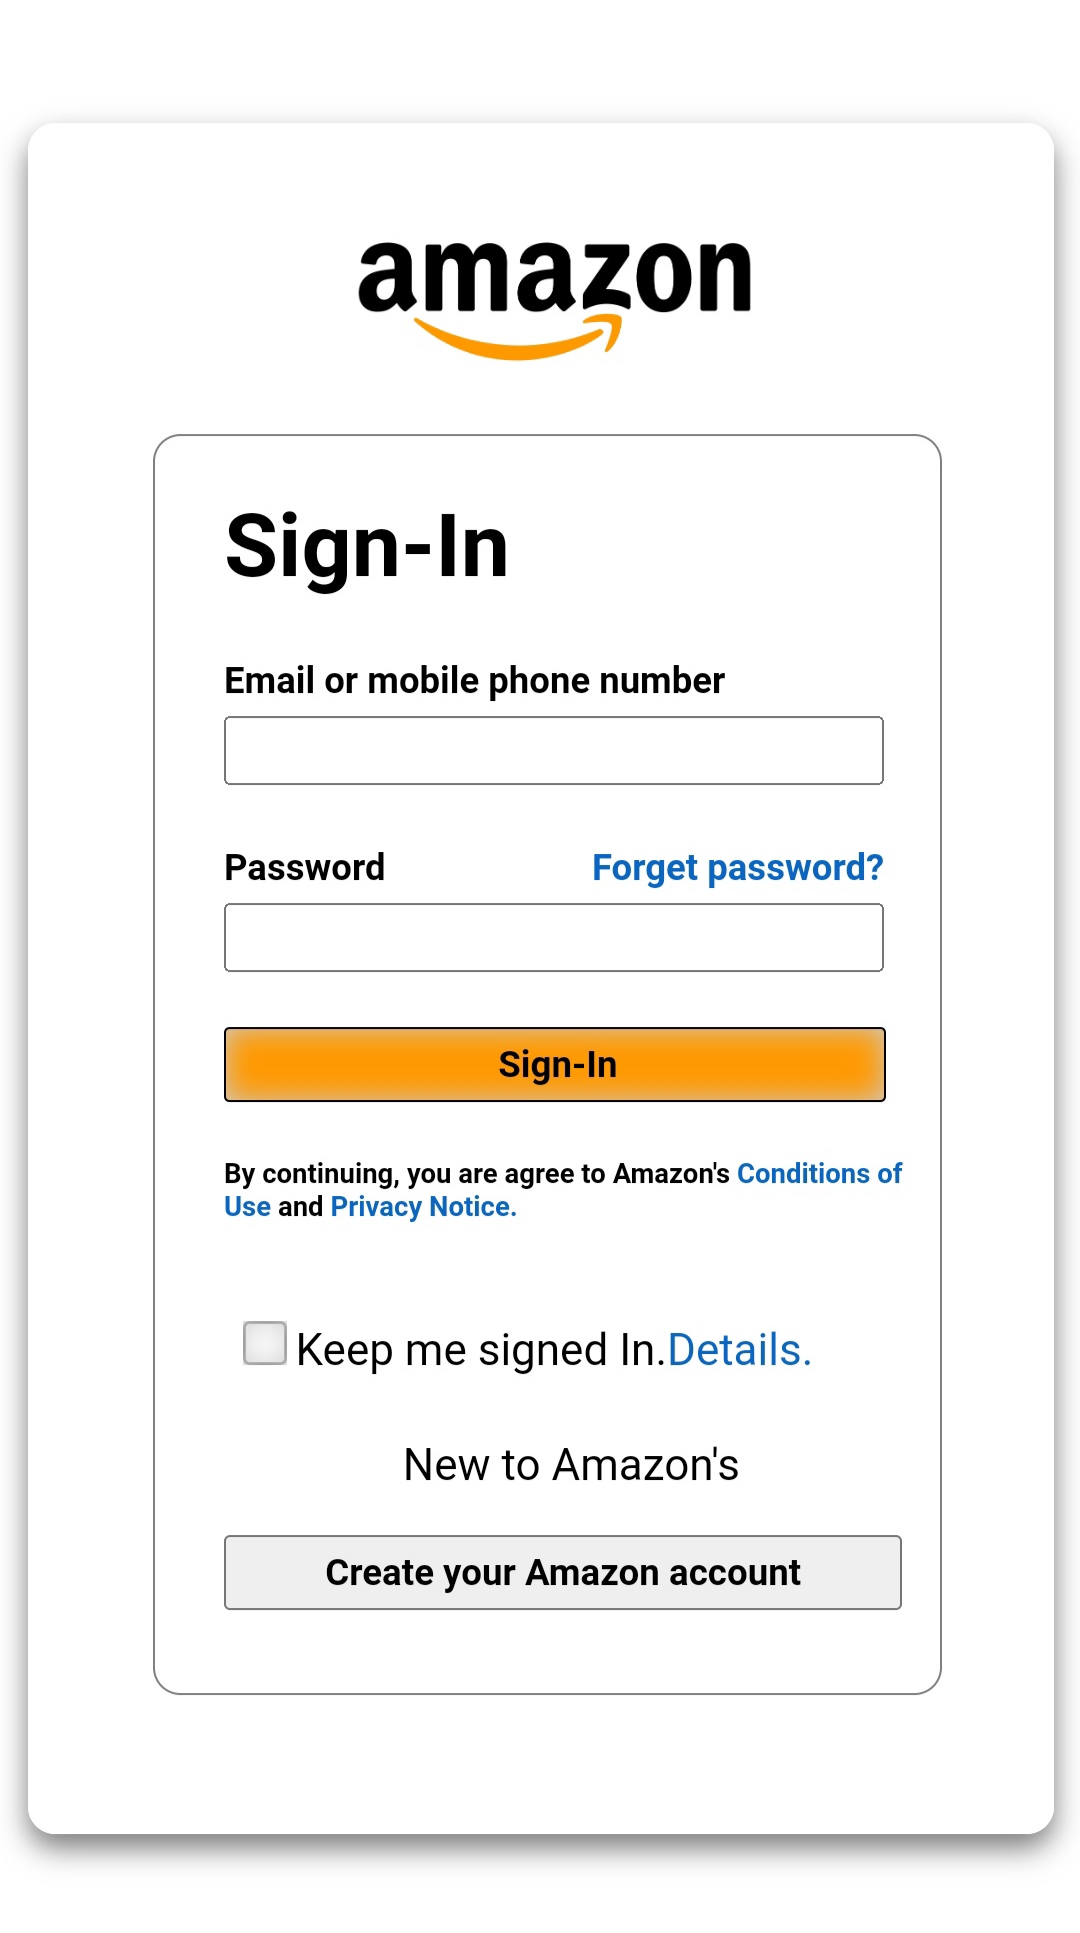 amazon
Sign-In
Email or mobile phone number
Password Forget password?
Sign-In
By continuing, you are agree to Amazon's Conditions of
Use and Privacy Notice.
Keep me signed In.Details.
New to Amazon's
Create your Amazon account